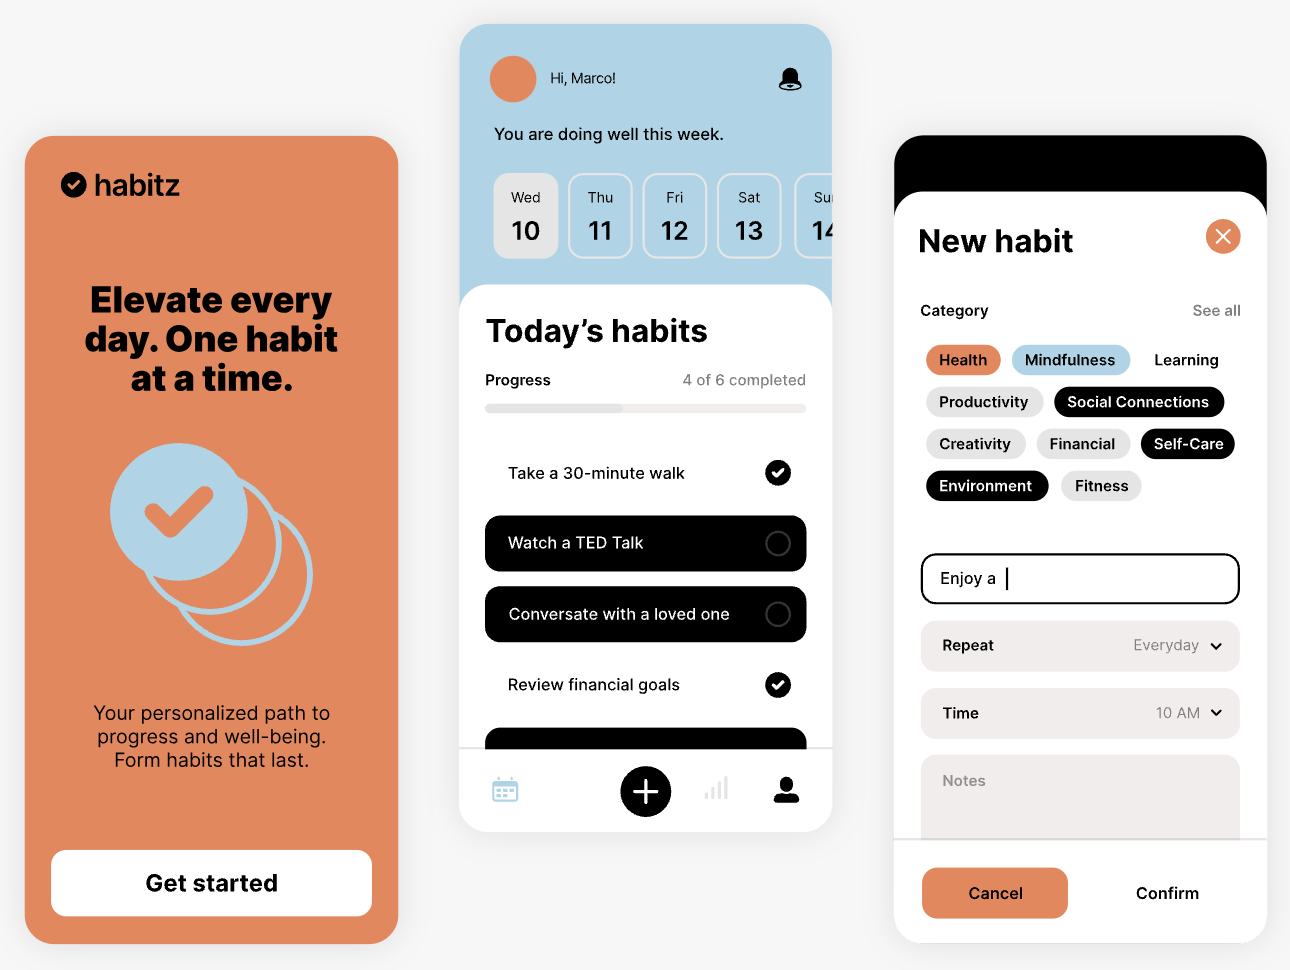 habitz
Elevate every
day. One habit
at a time.
Your personalized path to
progress and well-being.
Form habits that last.
Get started
Hi, Marco!
You are doing well this week.
Wed Thu Fri Sat Su
10 11 12 13 14
Today’s habits
Progress 4 of 6 completed
Take a 30-minute walk
Watch a TED Talk
Conversate with a loved one
Review financial goals
New habit
Category See all
Health Mindfulness Learning
Productivity Social Connections
Creativity Financial Self-Care
Environment Fitness
Enjoy a
Repeat Everyday
Time 10 AM
Notes
Cancel Confirm